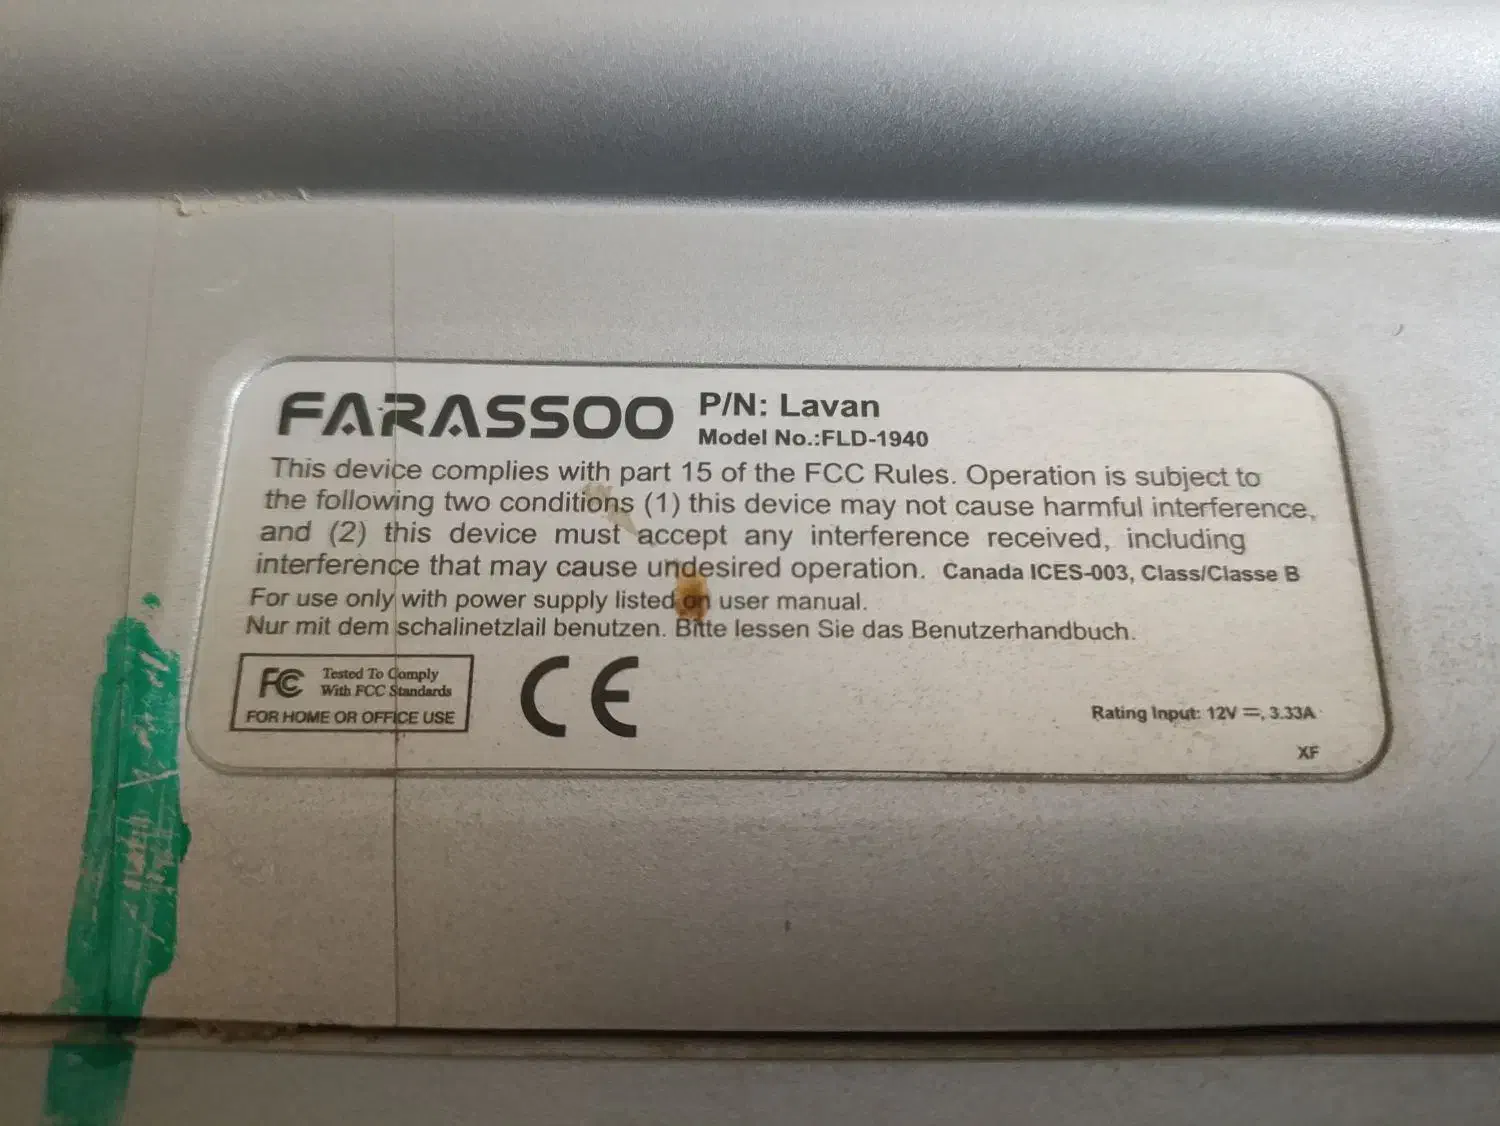 FARASSOO
P/N: Lavan
Model No.:FLD-1940
This device complies with part 15 of the FCC Rules. Operation is subject to
the following two conditions (1) this device may not cause harmful interference,
and (2) this device must accept any interference received, including
interference that may cause undesired operation. Canada ICES-003, Class/Classe B
For use only with power supply listed on user manual.
Nur mit dem schalinetzlail benutzen. Bitte lessen Sie das Benutzerhandbuch.
FC Tested To Comply
With FCC Standards
FOR HOME OR OFFICE USE
CE
Rating Input: 12V ⎓, 3.33A
XF